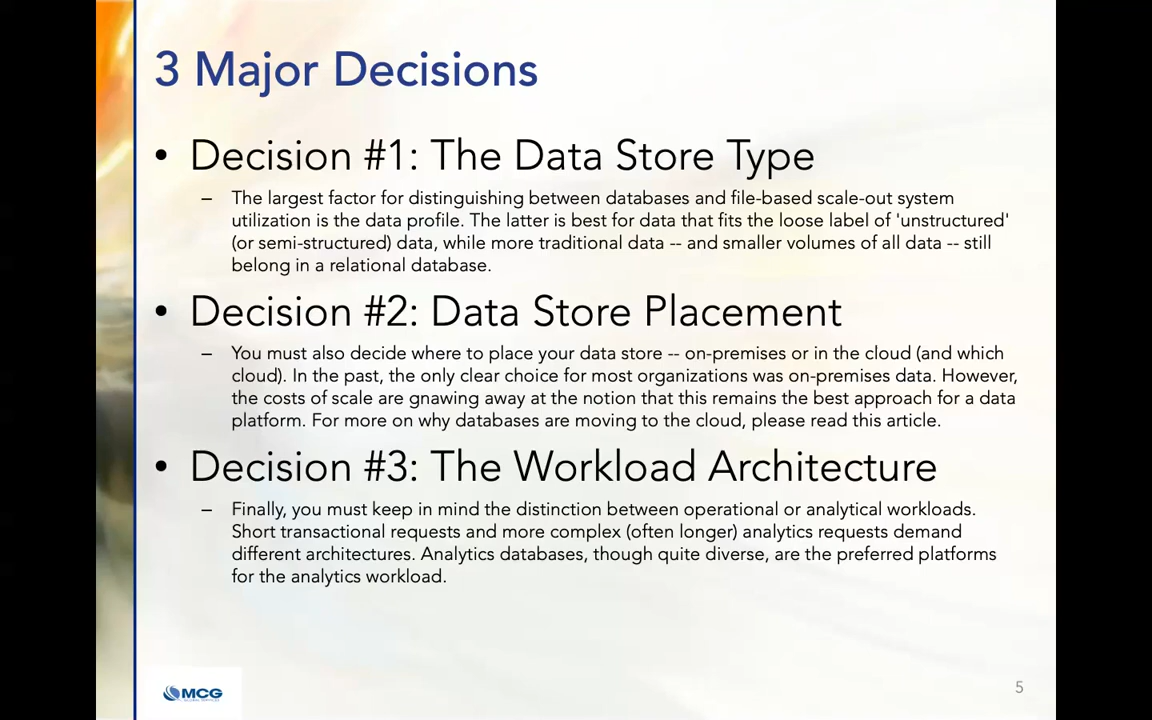 3 Major Decisions
• Decision #1: The Data Store Type
– The largest factor for distinguishing between databases and file-based scale-out system
utilization is the data profile. The latter is best for data that fits the loose label of 'unstructured'
(or semi-structured) data, while more traditional data -- and smaller volumes of all data -- still
belong in a relational database.
• Decision #2: Data Store Placement
– You must also decide where to place your data store -- on-premises or in the cloud (and which
cloud). In the past, the only clear choice for most organizations was on-premises data. However,
the costs of scale are gnawing away at the notion that this remains the best approach for a data
platform. For more on why databases are moving to the cloud, please read this article.
• Decision #3: The Workload Architecture
– Finally, you must keep in mind the distinction between operational or analytical workloads.
Short transactional requests and more complex (often longer) analytics requests demand
different architectures. Analytics databases, though quite diverse, are the preferred platforms
for the analytics workload.
MCG
5